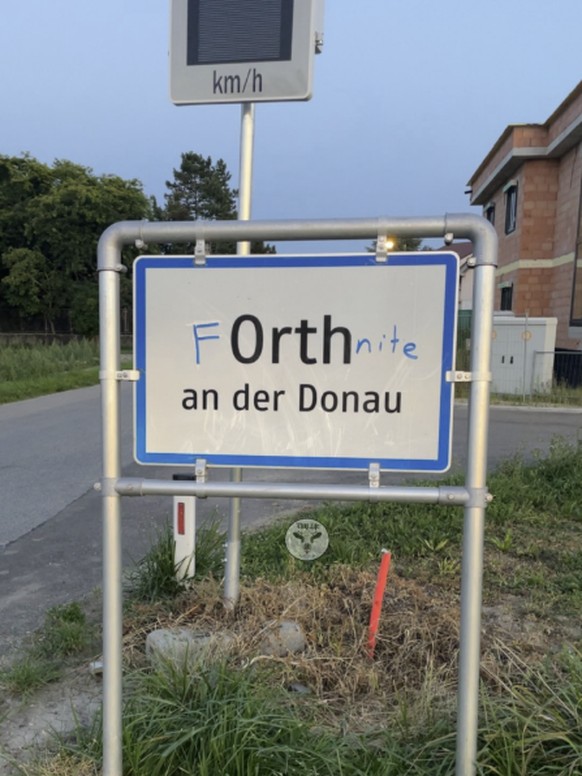 km/h
FOrthnite
an der Donau